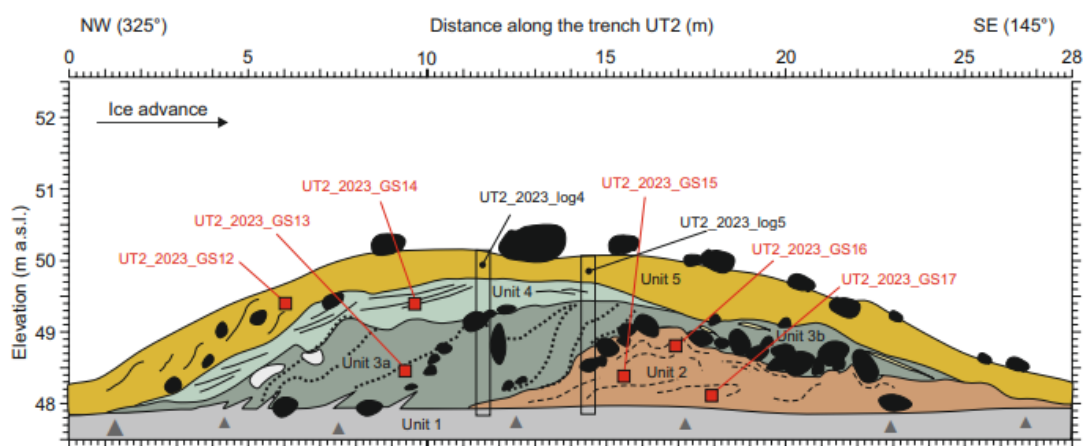 NW (325°) Distance along the trench UT2 (m) SE (145°)
0 5 10 15 20 25 28
Ice advance
52
51
50
49
48
Elevation (m a.s.l.)
UT2_2023_GS14
UT2_2023_GS15
UT2_2023_log4
UT2_2023_GS13
UT2_2023_log5
UT2_2023_GS12
UT2_2023_GS16
UT2_2023_GS17
Unit 5
Unit 4
Unit 3b
Unit 3a
Unit 2
Unit 1